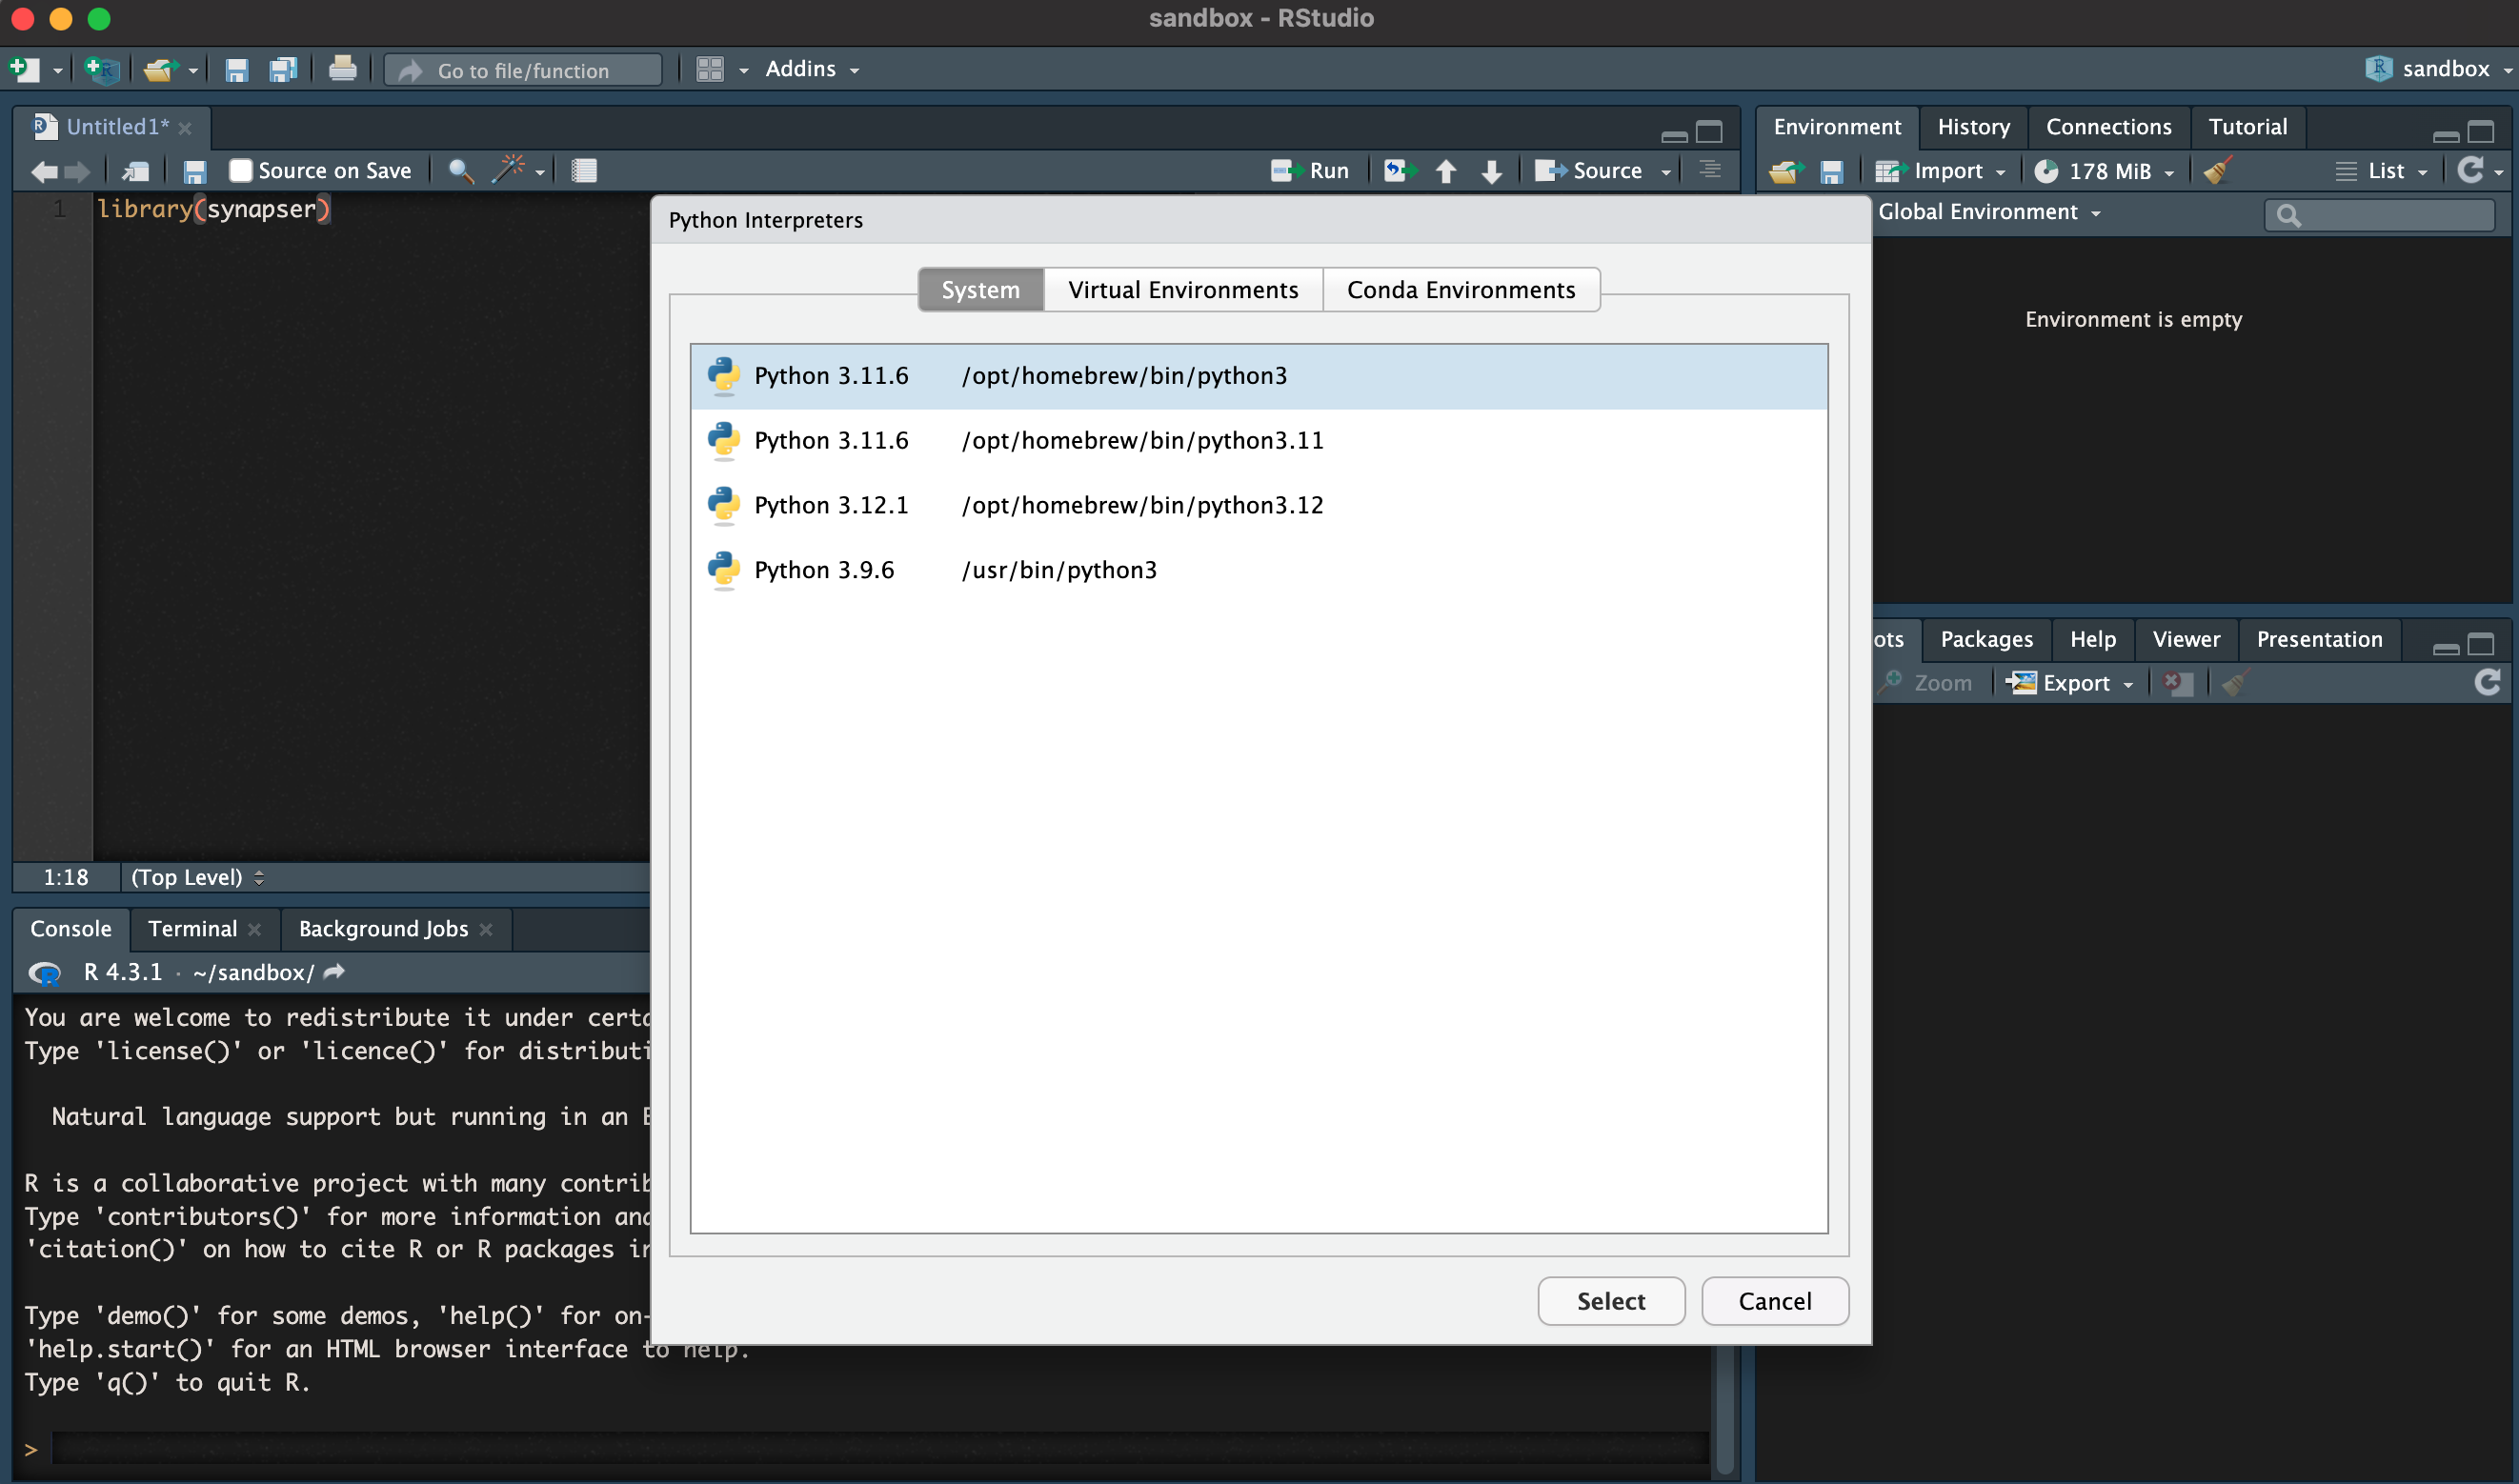 sandbox - RStudio
Go to file/function
Addins
sandbox
Untitled1*
Source on Save
Run
Source
1
library(synapser)
1:18
(Top Level)
Environment
History
Connections
Tutorial
Import
178 MiB
List
Global Environment
Environment is empty
Python Interpreters
System
Virtual Environments
Conda Environments
Python 3.11.6 /opt/homebrew/bin/python3
Python 3.11.6 /opt/homebrew/bin/python3.11
Python 3.12.1 /opt/homebrew/bin/python3.12
Python 3.9.6 /usr/bin/python3
Select
Cancel
ots
Packages
Help
Viewer
Presentation
Zoom
Export
Console
Terminal
Background Jobs
R 4.3.1 · ~/sandbox/
You are welcome to redistribute it under certa
Type 'license()' or 'licence()' for distributi
Natural language support but running in an E
R is a collaborative project with many contrib
Type 'contributors()' for more information and
'citation()' on how to cite R or R packages in
Type 'demo()' for some demos, 'help()' for on-
'help.start()' for an HTML browser interface to help.
Type 'q()' to quit R.
>